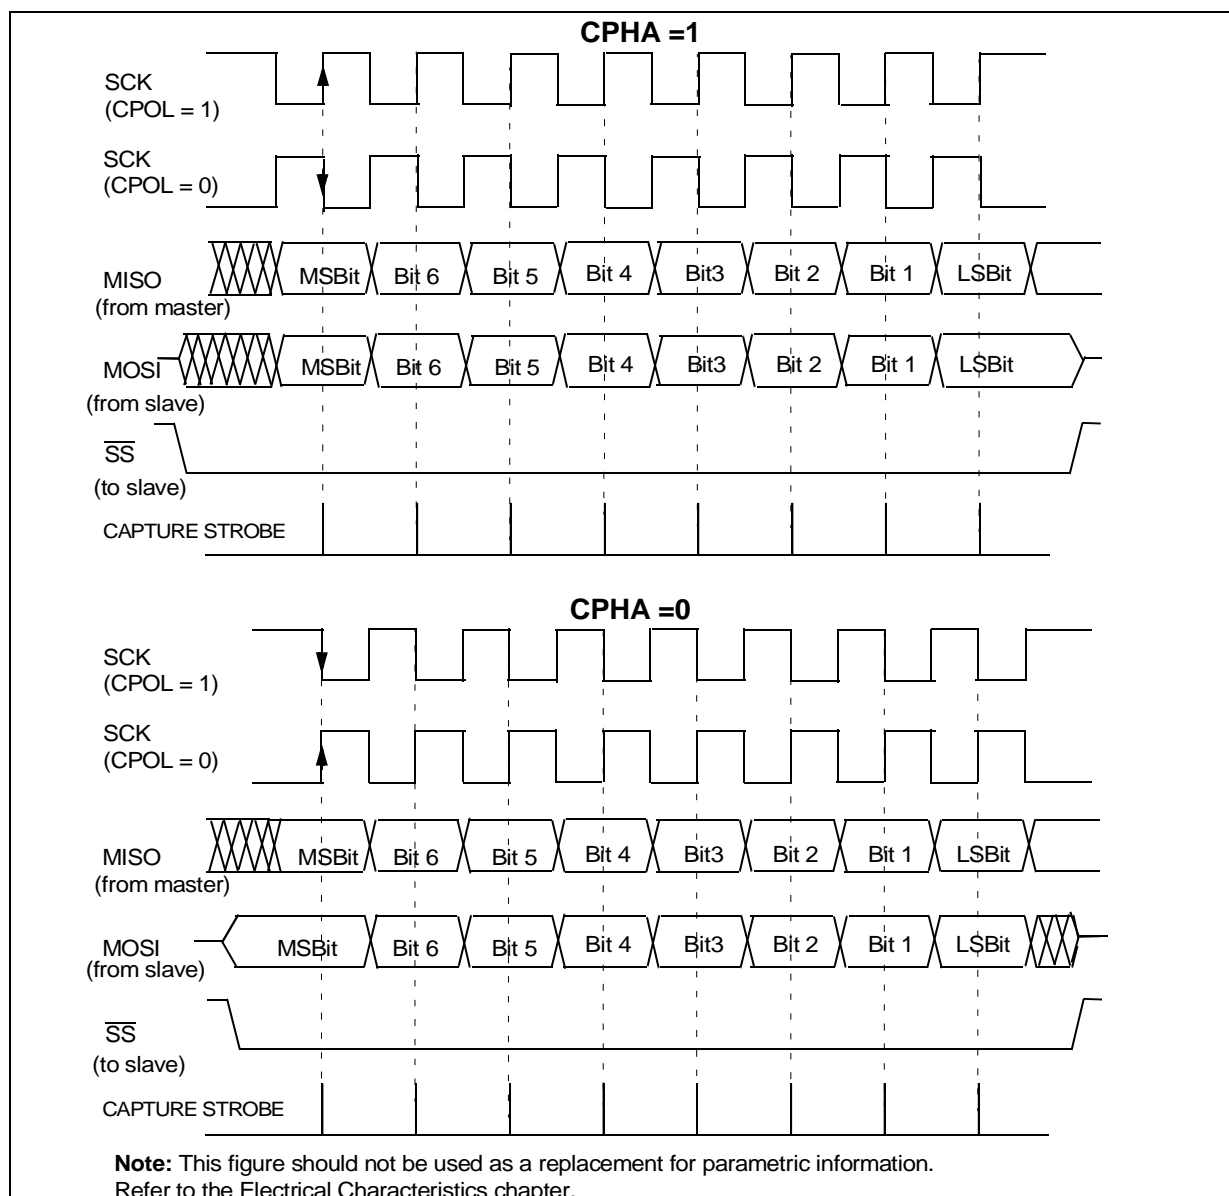 CPHA =1
SCK
(CPOL = 1)
SCK
(CPOL = 0)
MISO
(from master)
MSBit Bit 6 Bit 5 Bit 4 Bit3 Bit 2 Bit 1 LSBit
MOSI
(from slave)
MSBit Bit 6 Bit 5 Bit 4 Bit3 Bit 2 Bit 1 LSBit
SS
(to slave)
CAPTURE STROBE
CPHA =0
SCK
(CPOL = 1)
SCK
(CPOL = 0)
MISO
(from master)
MSBit Bit 6 Bit 5 Bit 4 Bit3 Bit 2 Bit 1 LSBit
MOSI
(from slave)
MSBit Bit 6 Bit 5 Bit 4 Bit3 Bit 2 Bit 1 LSBit
SS
(to slave)
CAPTURE STROBE
Note: This figure should not be used as a replacement for parametric information.
Refer to the Electrical Characteristics chapter.